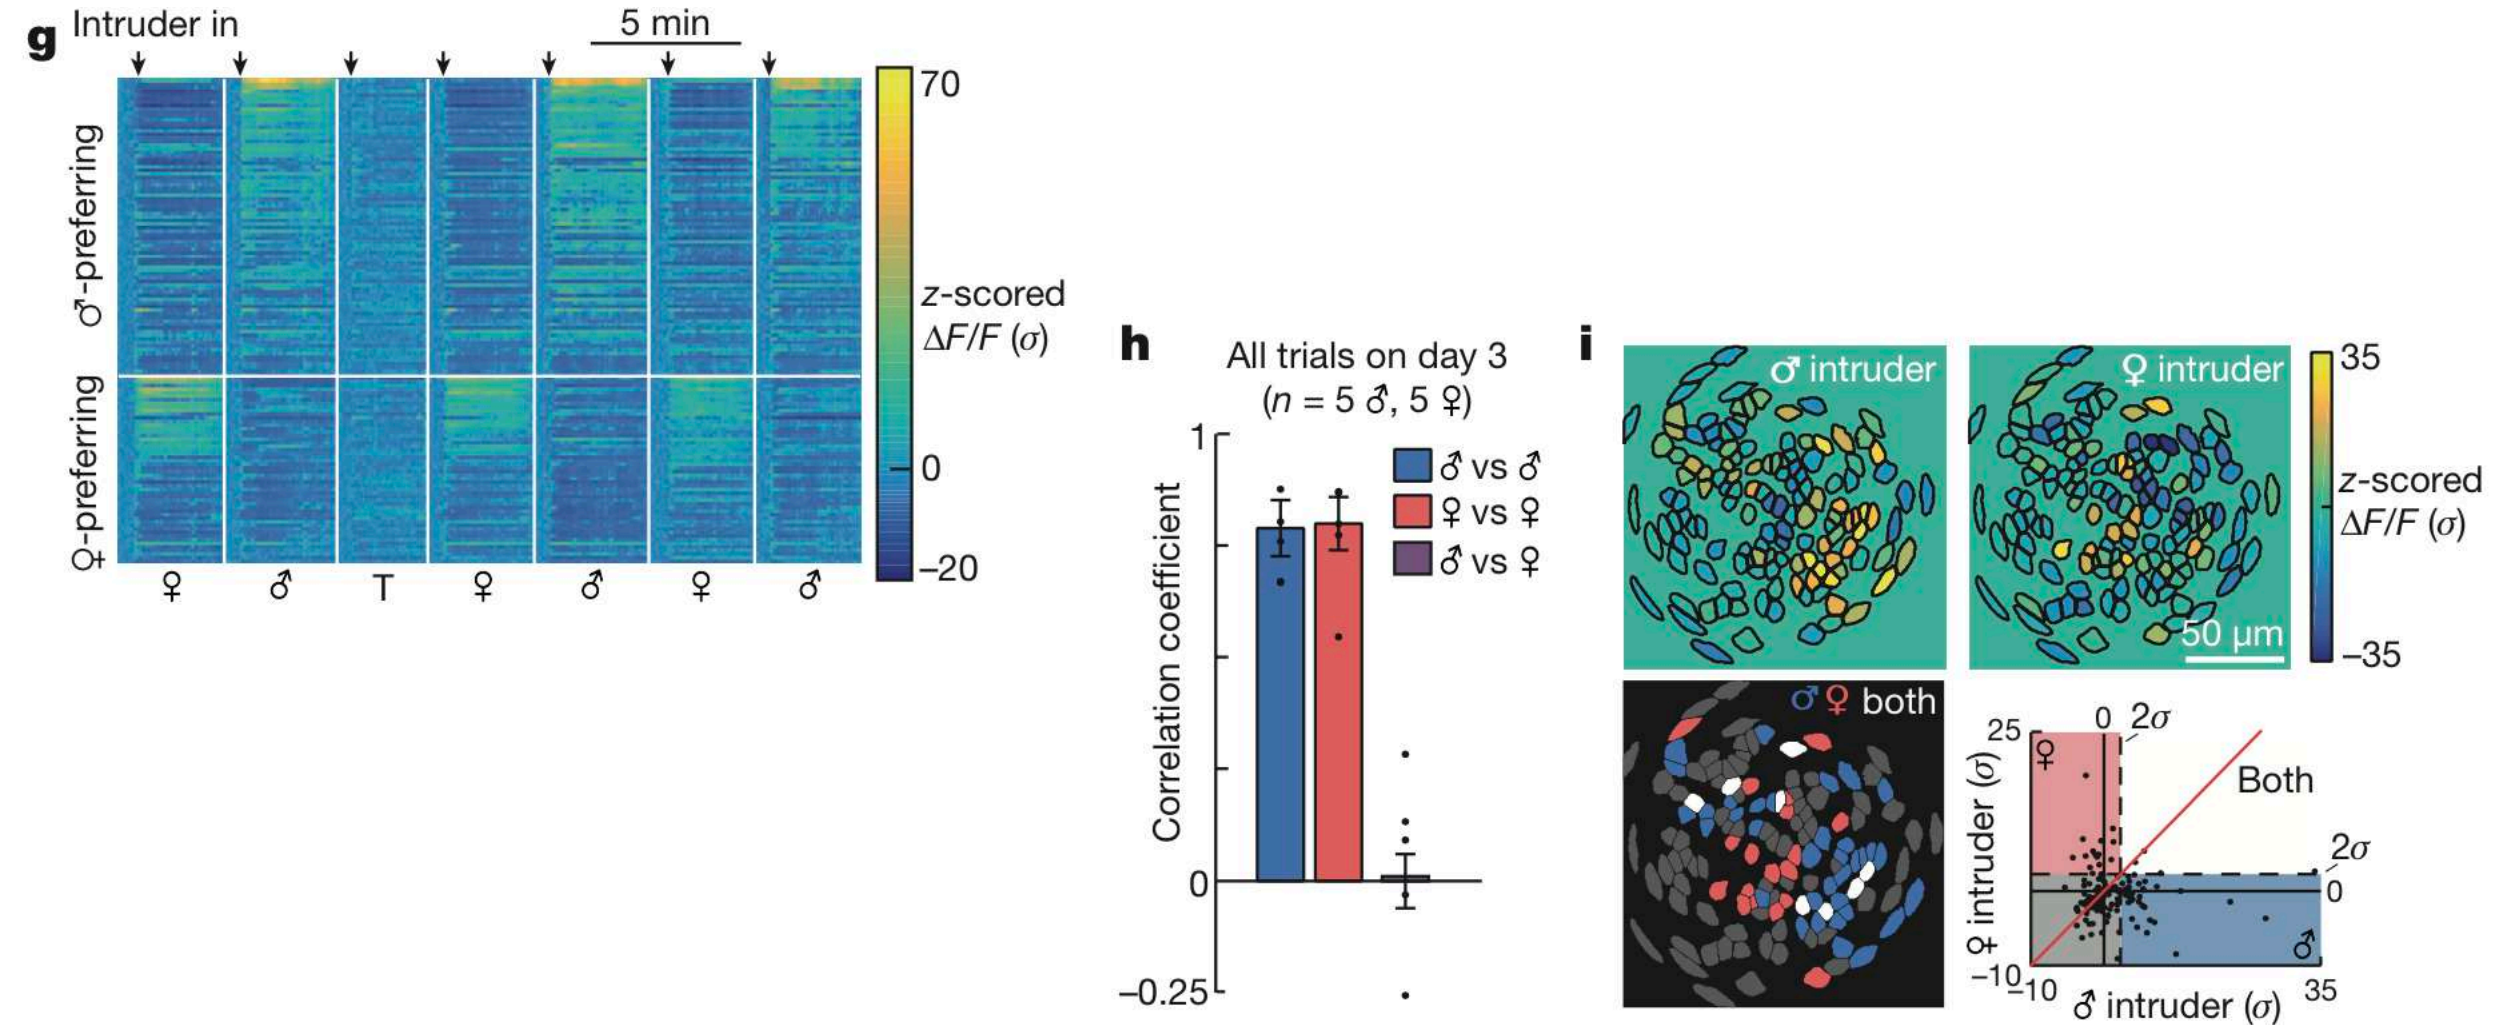 g
Intruder in
5 min
♂-preferring
♀-preferring
♀ ♂ T ♀ ♂ ♀ ♂
70
z-scored
ΔF/F (σ)
0
–20
h
All trials on day 3
(n = 5 ♂, 5 ♀)
Correlation coefficient
1
0
–0.25
♂ vs ♂
♀ vs ♀
♂ vs ♀
i
♂ intruder
♀ intruder
50 μm
35
z-scored
ΔF/F (σ)
–35
♂ ♀ both
0 2σ
25
♀
Both
2σ
0
♂
–10
–10
35
♀ intruder (σ)
♂ intruder (σ)